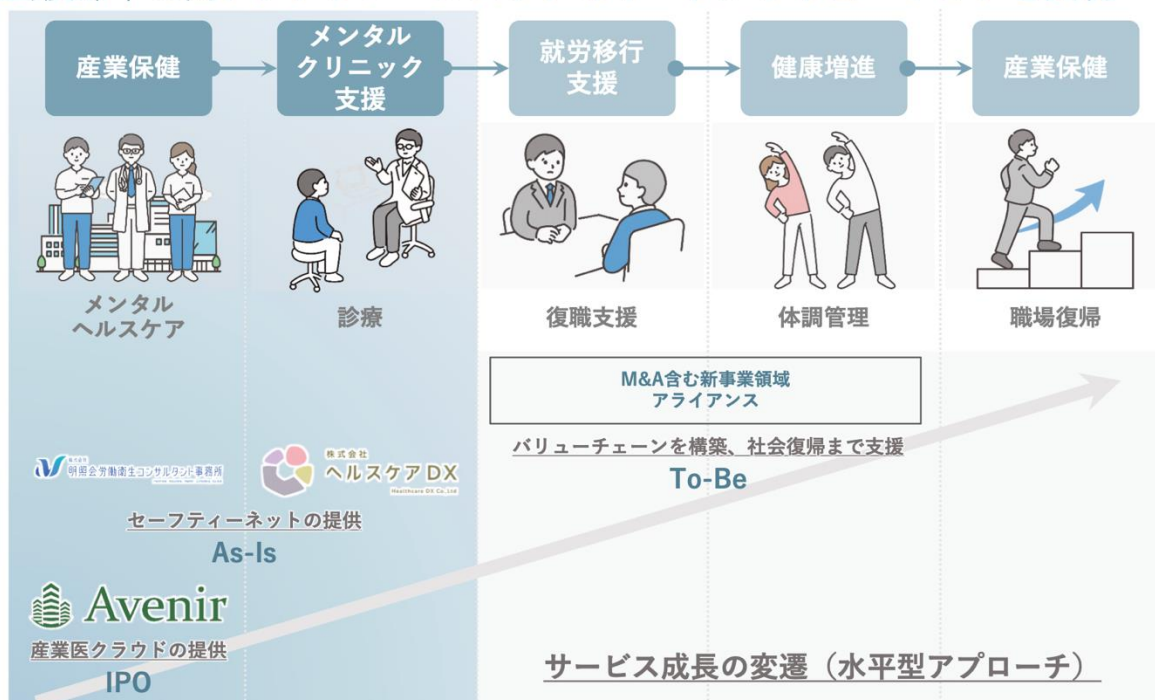 産業保健
メンタル
クリニック
支援
就労移行
支援
健康増進
産業保健
メンタル
ヘルスケア
診療
復職支援
体調管理
職場復帰
M&A含む新事業領域
アライアンス
バリューチェーンを構築、社会復帰まで支援
To-Be
明照会労働衛生コンサルタント事務所
株式会社
ヘルスケアDX
Healthcare DX Co.,Ltd
セーフティーネットの提供
As-Is
Avenir
産業医クラウドの提供
IPO
サービス成長の変遷（水平型アプローチ）